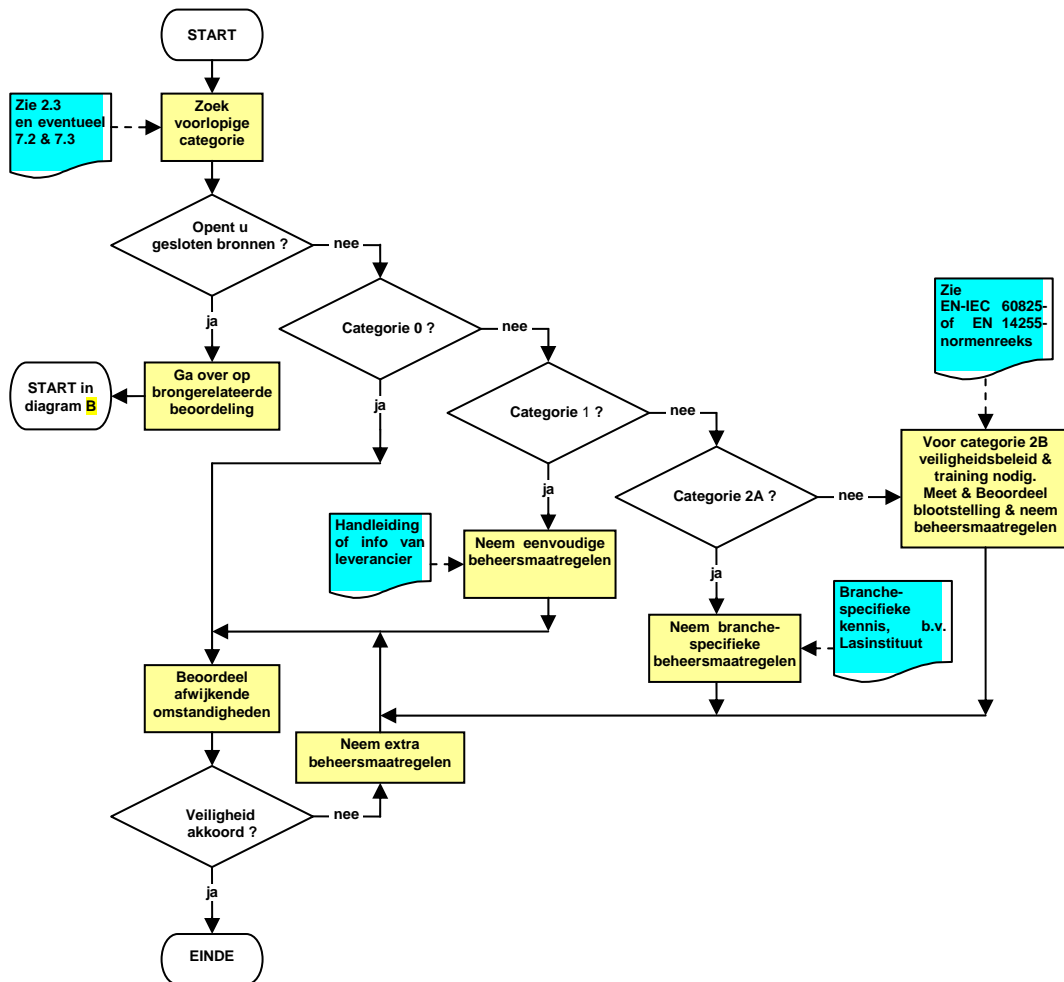 START
Zie 2.3
en eventueel
7.2 & 7.3
Zoek
voorlopige
categorie
Opent u
gesloten bronnen ?
nee
ja
Categorie 0 ?
nee
ja
Zie
EN-IEC 60825-
of EN 14255-
normenreeks
START in
diagram B
Ga over op
brongerelateerde
beoordeling
Categorie 1 ?
nee
ja
Categorie 2A ?
nee
ja
Voor categorie 2B
veiligheidsbeleid &
training nodig.
Meet & Beoordeel
blootstelling & neem
beheersmaatregelen
Handleiding
of info van
leverancier
Neem eenvoudige
beheersmaatregelen
Neem branche-
specifieke
beheersmaatregelen
Branche-
specifieke
kennis, b.v.
Lasinstituut
Beoordeel
afwijkende
omstandigheden
Neem extra
beheersmaatregelen
Veiligheid
akkoord ?
nee
ja
EINDE